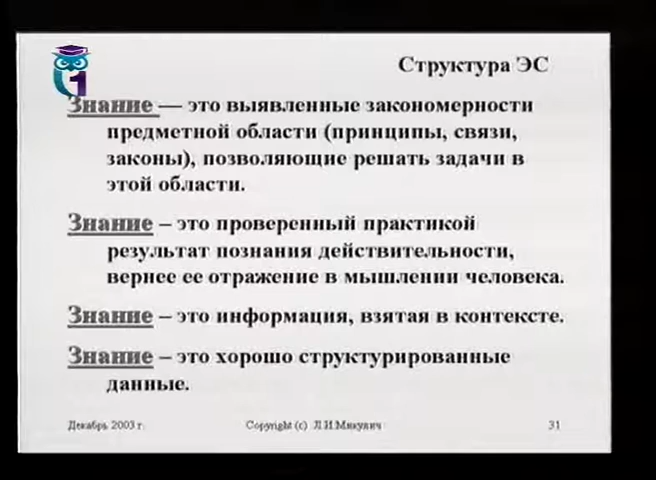 Структура ЭС
1
Знание — это выявленные закономерности
предметной области (принципы, связи,
законы), позволяющие решать задачи в
этой области.
Знание – это проверенный практикой
результат познания действительности,
вернее ее отражение в мышлении человека.
Знание – это информация, взятая в контексте.
Знание – это хорошо структурированные
данные.
Декабрь 2003 г. Copyright (c) Л.И.Микулич 31